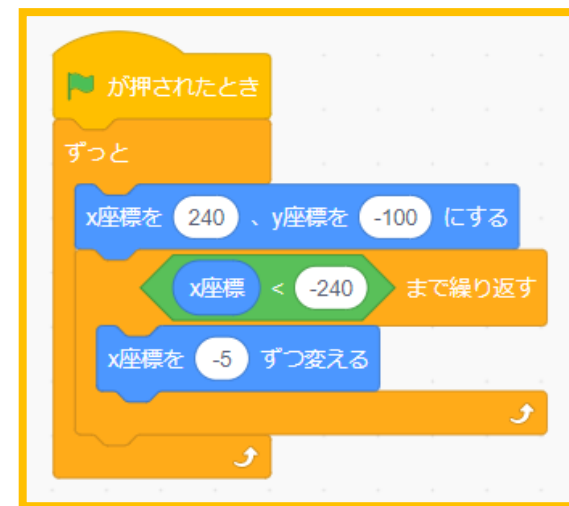 が押されたとき
ずっと
x座標を 240 、y座標を -100 にする
x座標 < -240 まで繰り返す
x座標を -5 ずつ変える